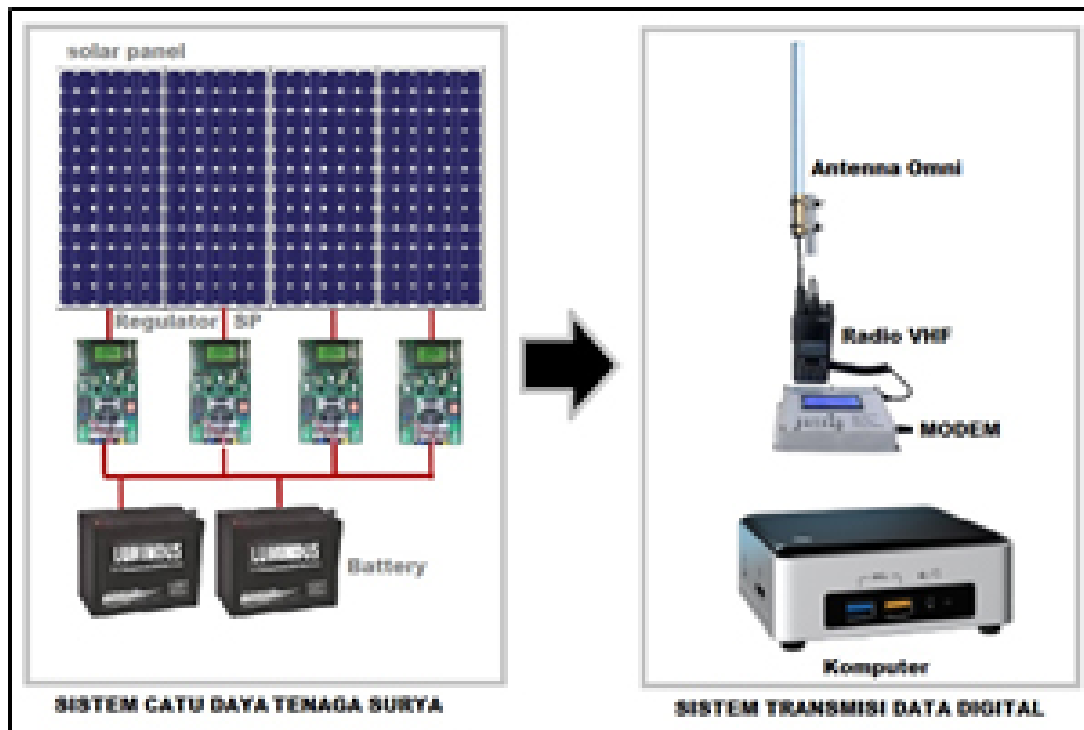 solar panel
Regulator SP
Battery
SISTEM CATU DAYA TENAGA SURYA
Antenna Omni
Radio VHF
MODEM
Komputer
SISTEM TRANSMISI DATA DIGITAL